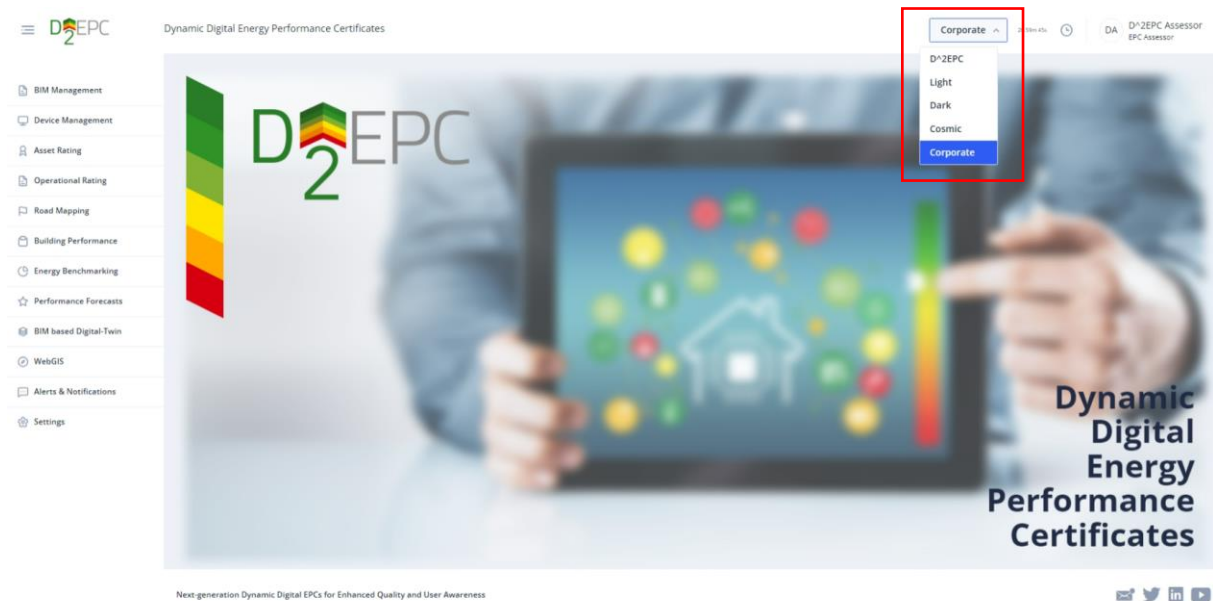 D2EPC
Dynamic Digital Energy Performance Certificates
Corporate
DA
D^2EPC Assessor
EPC Assessor
D^2EPC
Light
Dark
Cosmic
Corporate
BIM Management
Device Management
Asset Rating
Operational Rating
Road Mapping
Building Performance
Energy Benchmarking
Performance Forecasts
BIM based Digital-Twin
WebGIS
Alerts & Notifications
Settings
D2EPC
Dynamic
Digital
Energy
Performance
Certificates
Next-generation Dynamic Digital EPCs for Enhanced Quality and User Awareness